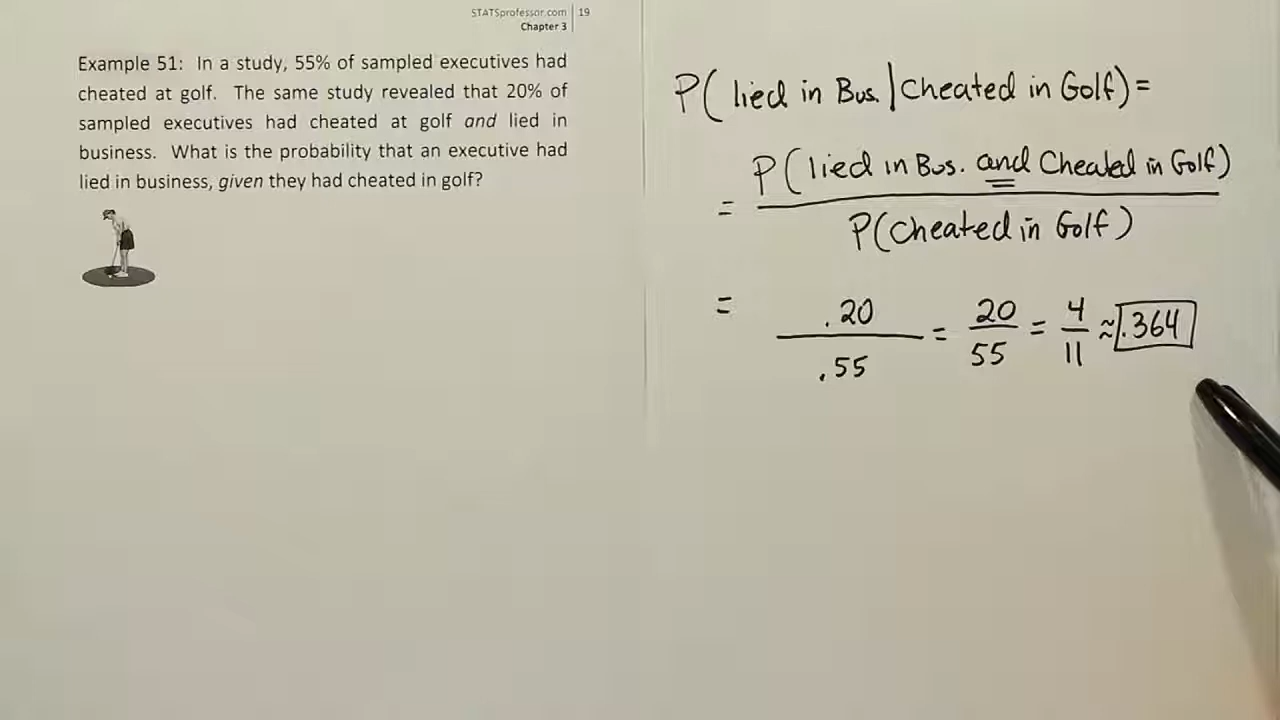 STATSprofessor.com 19
Chapter 3
Example 51: In a study, 55% of sampled executives had
cheated at golf. The same study revealed that 20% of
sampled executives had cheated at golf and lied in
business. What is the probability that an executive had
lied in business, given they had cheated in golf?
P( lied in Bus. | Cheated in Golf) =
= P( lied in Bus. and Cheated in Golf)
P(Cheated in Golf)
= .20 = 20 = 4 ≈ .364
.55 55 11